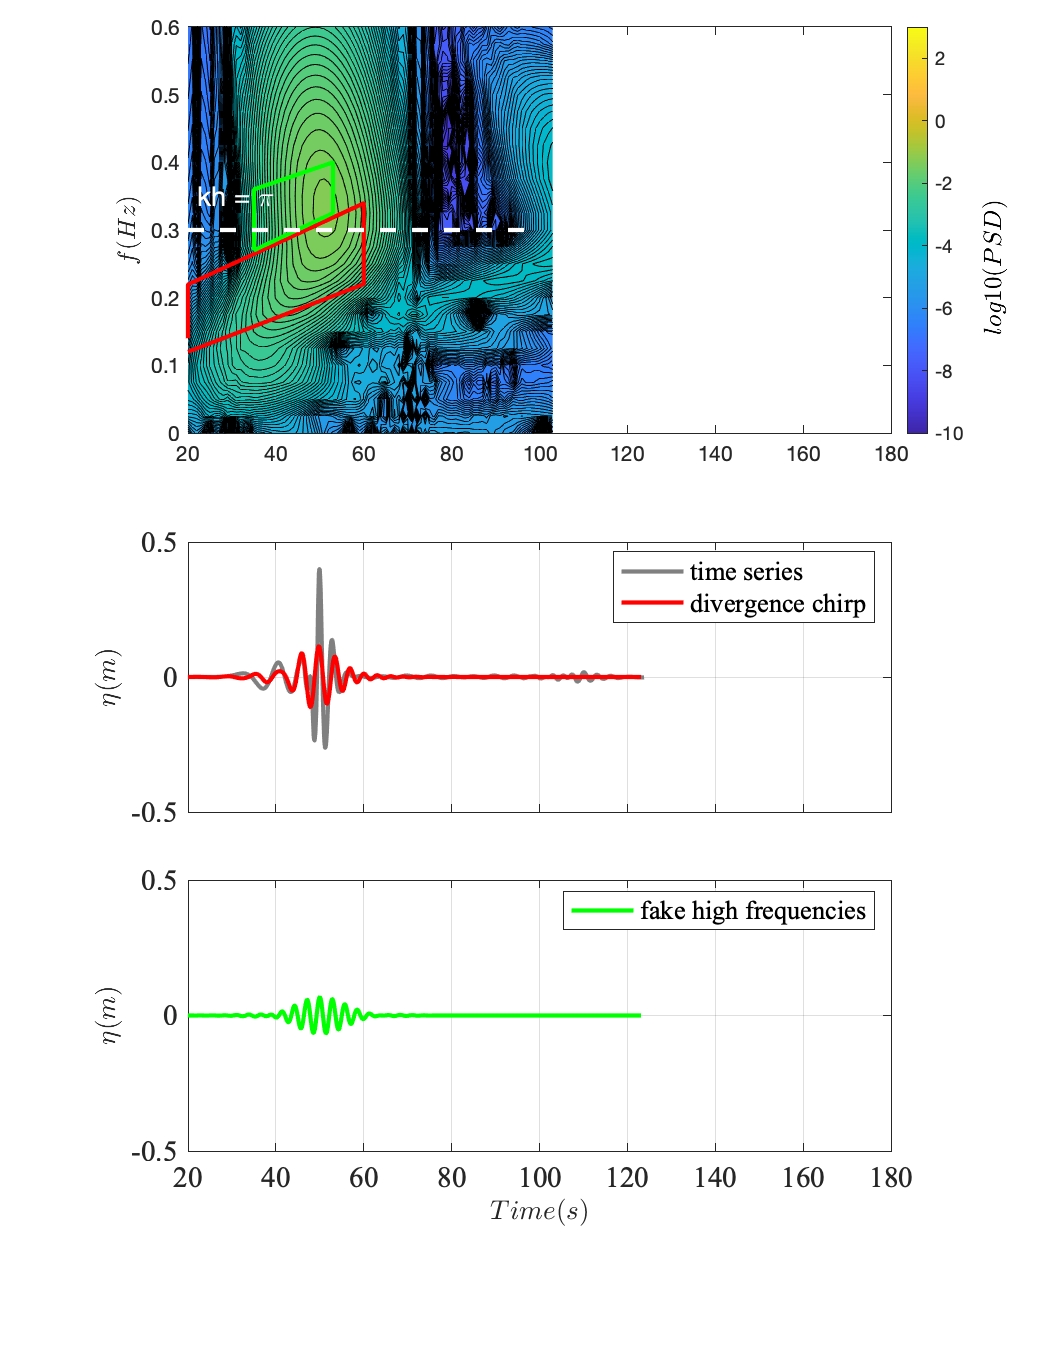 0.6
0.5
0.4
0.3
0.2
0.1
0
f(Hz)
kh = π
20 40 60 80 100 120 140 160 180
2
0
-2
-4
-6
-8
-10
log10(PSD)
0.5
0
-0.5
η(m)
time series
divergence chirp
0.5
0
-0.5
η(m)
fake high frequencies
20 40 60 80 100 120 140 160 180
Time(s)